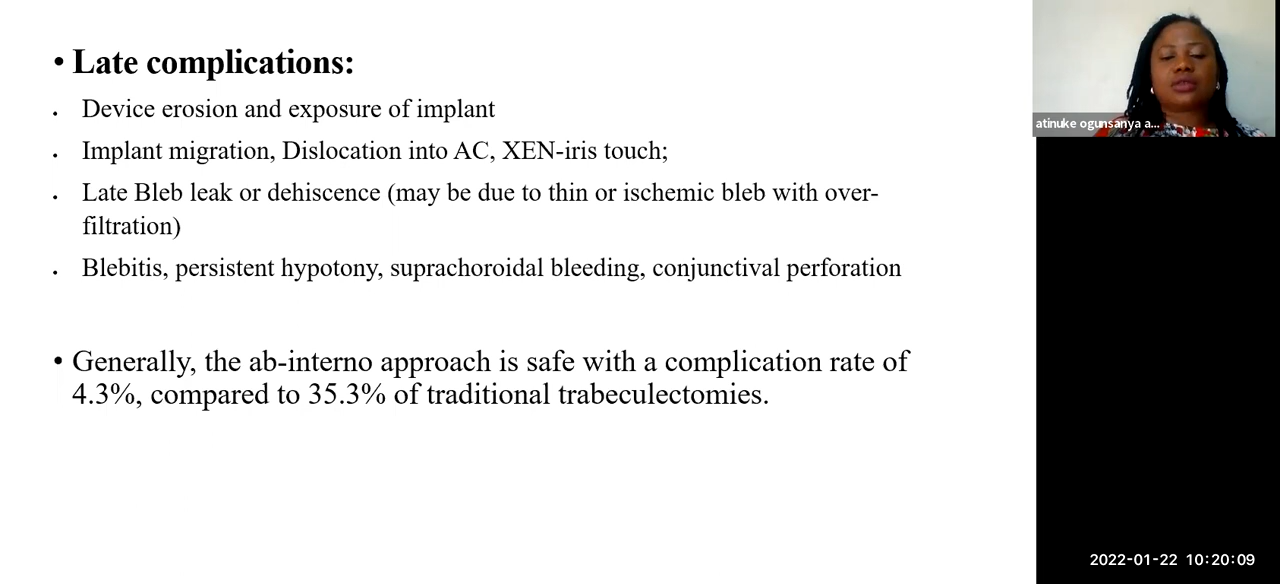 • Late complications:
• Device erosion and exposure of implant
• Implant migration, Dislocation into AC, XEN-iris touch;
• Late Bleb leak or dehiscence (may be due to thin or ischemic bleb with over-
filtration)
• Blebitis, persistent hypotony, suprachoroidal bleeding, conjunctival perforation
• Generally, the ab-interno approach is safe with a complication rate of
4.3%, compared to 35.3% of traditional trabeculectomies.
atinuke ogunsanya a...
2022-01-22 10:20:09